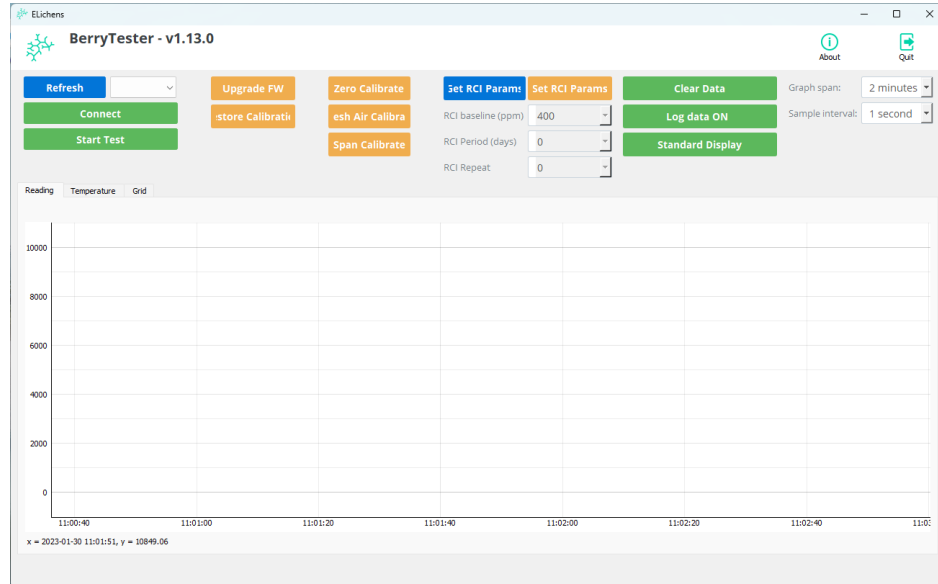 ELichens
BerryTester - v1.13.0
About
Quit
Refresh
Upgrade FW
Zero Calibrate
Get RCI Params
Set RCI Params
Clear Data
Graph span:
2 minutes
Connect
store Calibratio
esh Air Calibra
RCI baseline (ppm)
400
Log data ON
Sample interval:
1 second
Start Test
Span Calibrate
RCI Period (days)
0
Standard Display
RCI Repeat
0
Reading
Temperature
Grid
10000
8000
6000
4000
2000
0
11:00:40
11:01:00
11:01:20
11:01:40
11:02:00
11:02:20
11:02:40
11:03
x = 2023-01-30 11:01:51, y = 10849.06